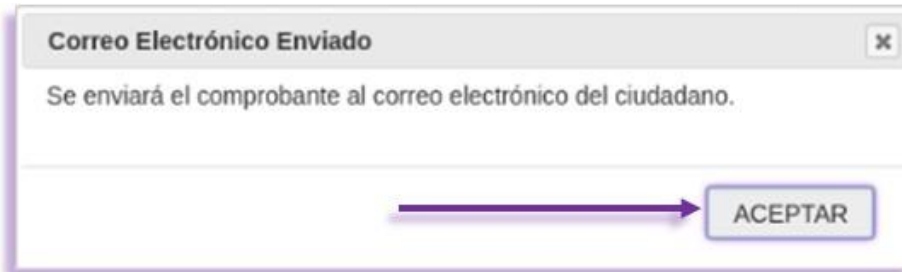 Correo Electrónico Enviado
Se enviará el comprobante al correo electrónico del ciudadano.
ACEPTAR